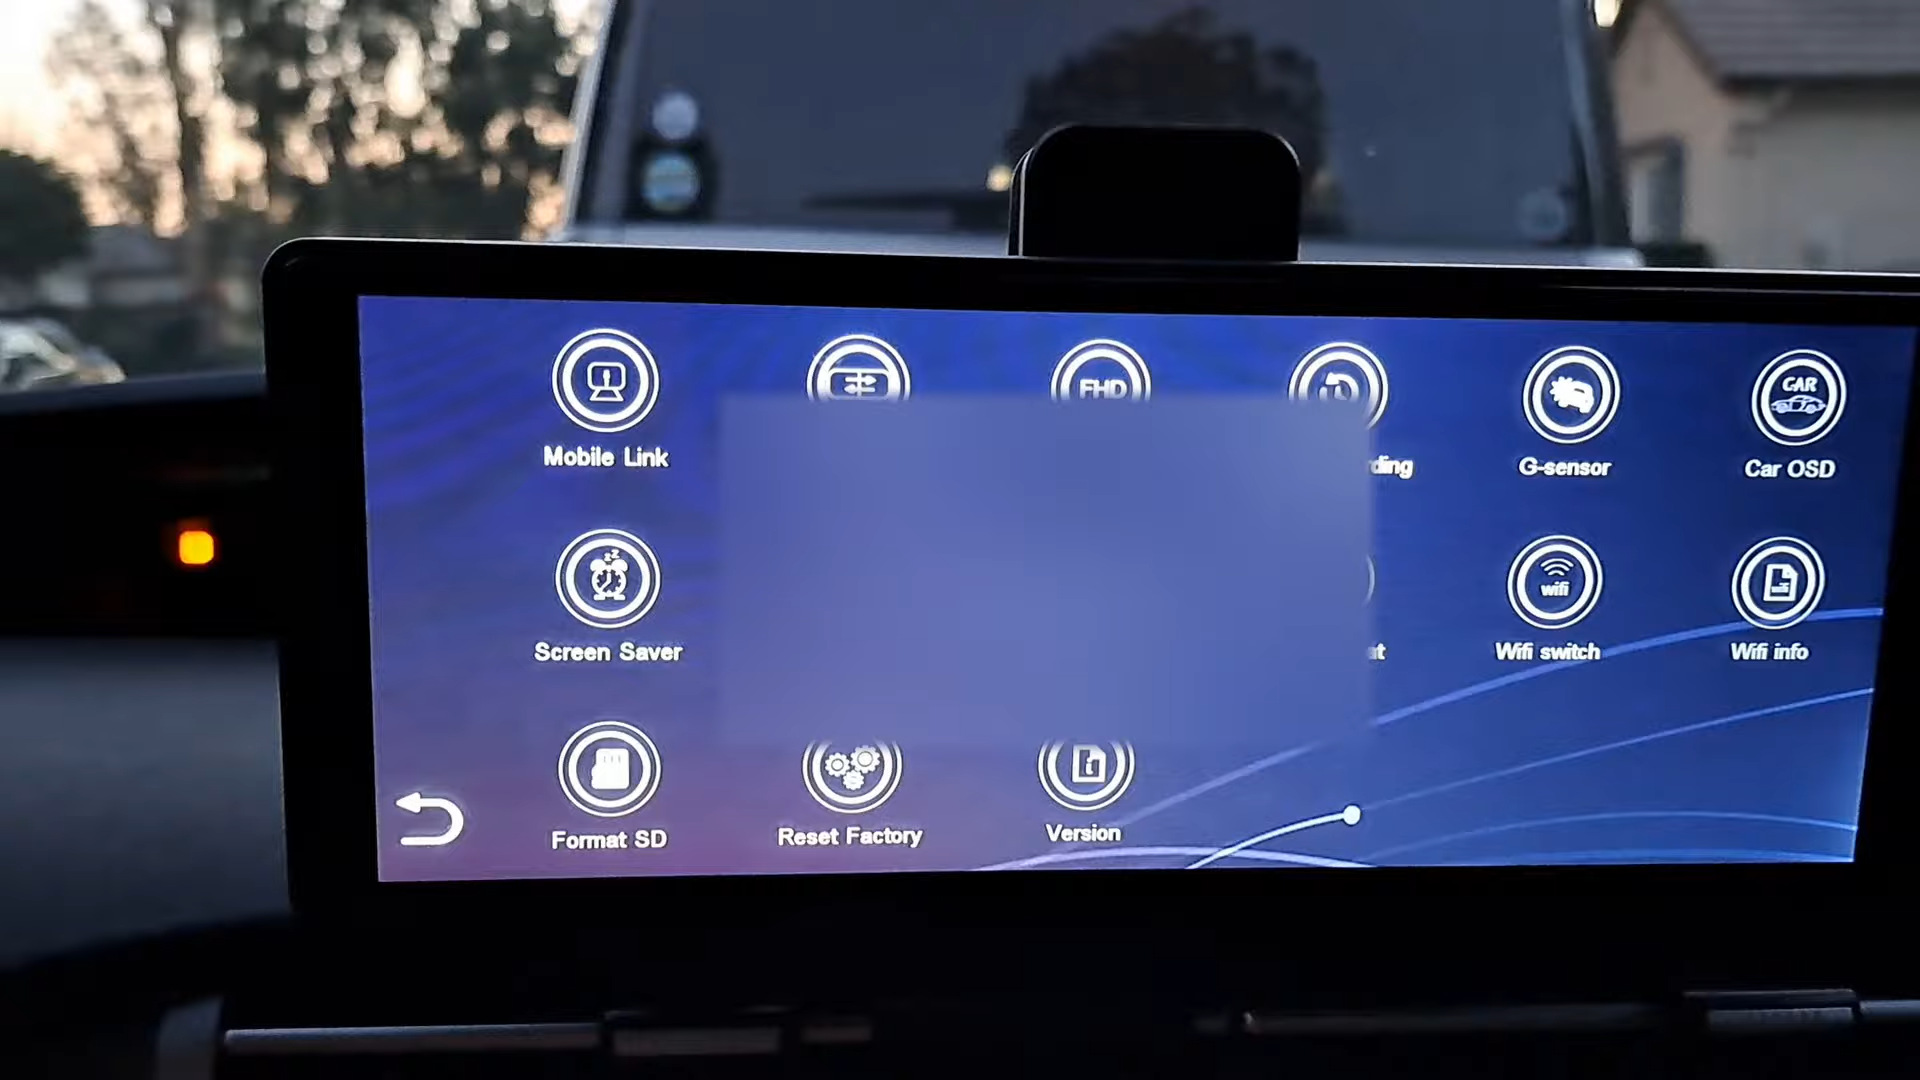 FHD
CAR
Mobile Link
G-sensor
Car OSD
wifi
Screen Saver
Wifi switch
Wifi info
Format SD
Reset Factory
Version